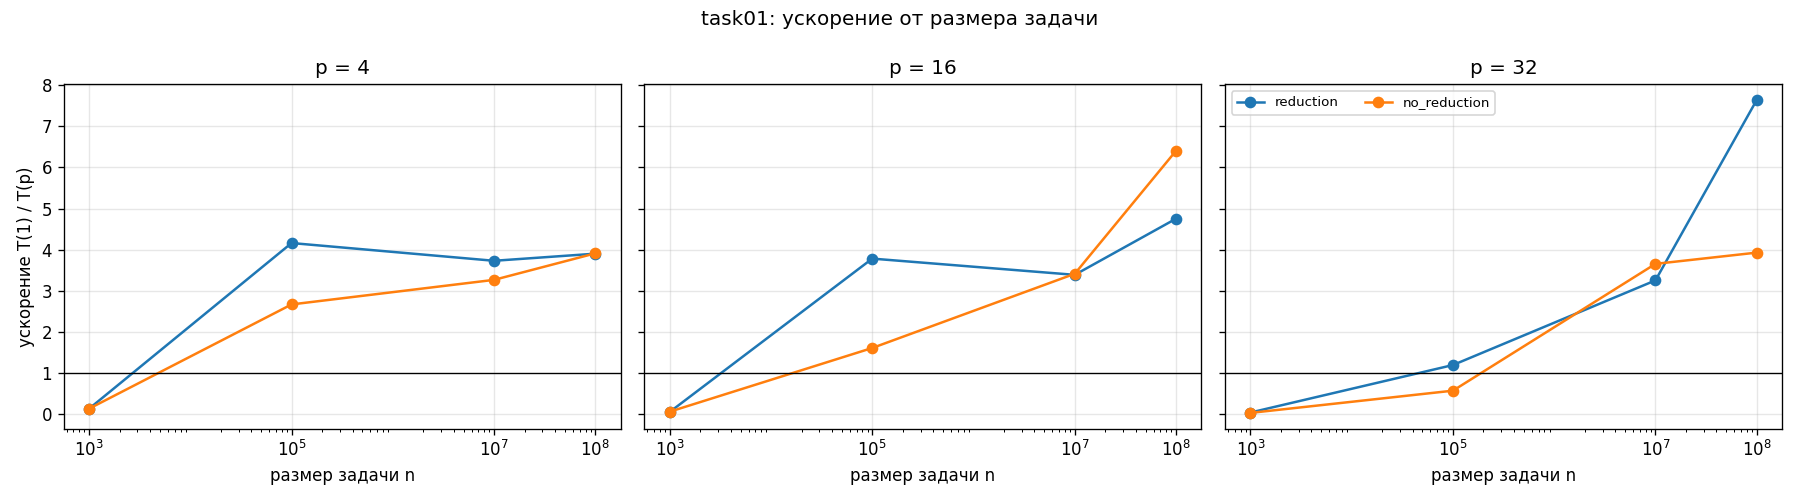 task01: ускорение от размера задачи
p = 4
p = 16
p = 32
ускорение T(1) / T(p)
8
7
6
5
4
3
2
1
0
reduction
no_reduction
10³ 10⁵ 10⁷ 10⁸
10³ 10⁵ 10⁷ 10⁸
10³ 10⁵ 10⁷ 10⁸
размер задачи n
размер задачи n
размер задачи n